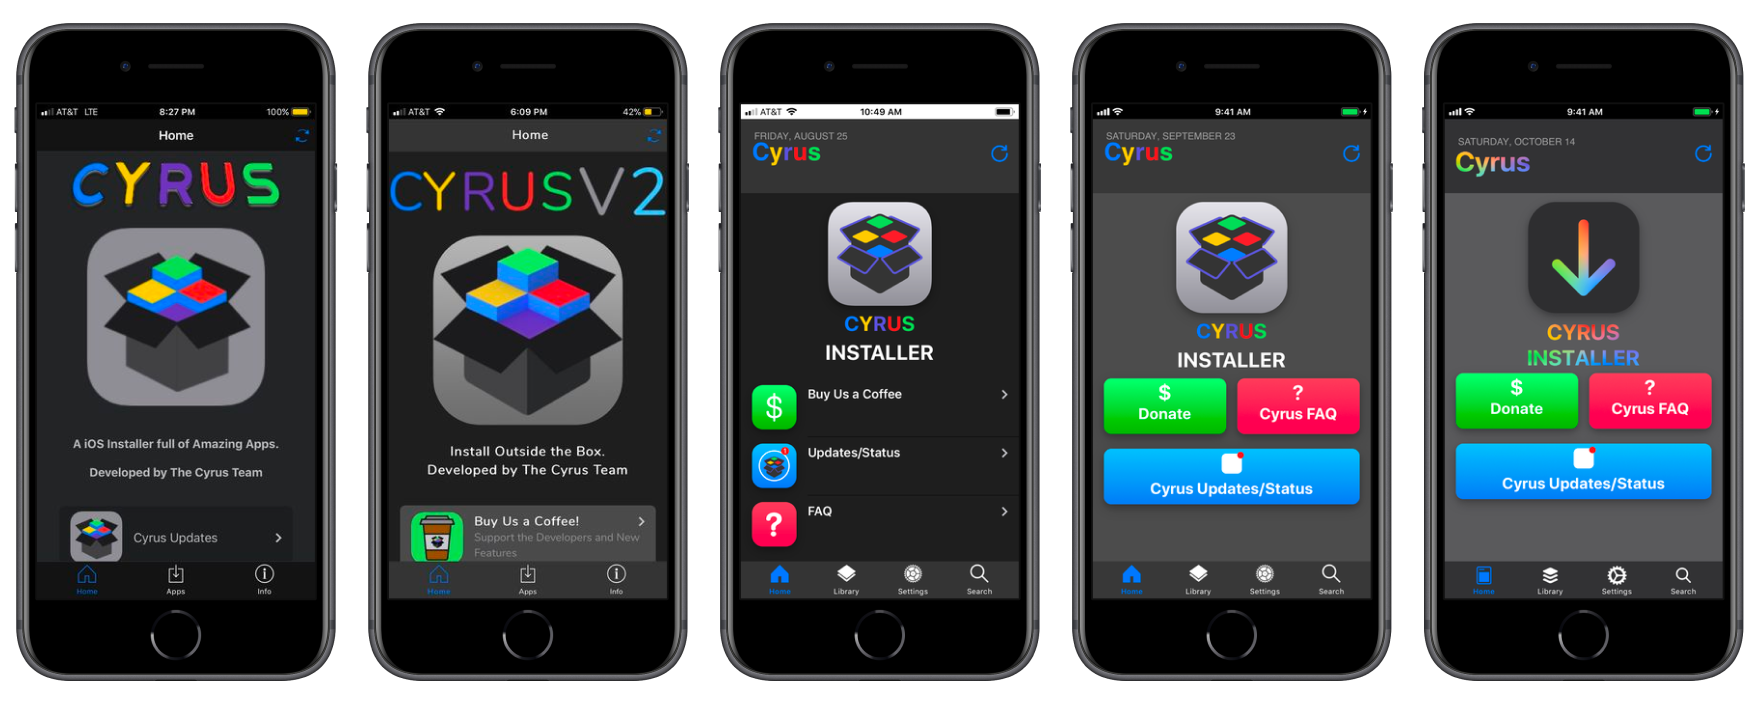 AT&T LTE 8:27 PM 100%
Home
CYRUS
A iOS Installer full of Amazing Apps.
Developed by The Cyrus Team
Cyrus Updates
Home Apps Info
AT&T 6:09 PM 42%
Home
CYRUS V2
Install Outside the Box.
Developed by The Cyrus Team
Buy Us a Coffee!
Support the Developers and New
Features
Home Apps Info
AT&T 10:49 AM
FRIDAY, AUGUST 25
Cyrus
CYRUS
INSTALLER
$ Buy Us a Coffee
1 Updates/Status
? FAQ
Home Library Settings Search
9:41 AM
SATURDAY, SEPTEMBER 23
Cyrus
CYRUS
INSTALLER
$ ?
Donate Cyrus FAQ
Cyrus Updates/Status
Home Library Settings Search
9:41 AM
SATURDAY, OCTOBER 14
Cyrus
CYRUS
INSTALLER
$ ?
Donate Cyrus FAQ
Cyrus Updates/Status
Home Library Settings Search